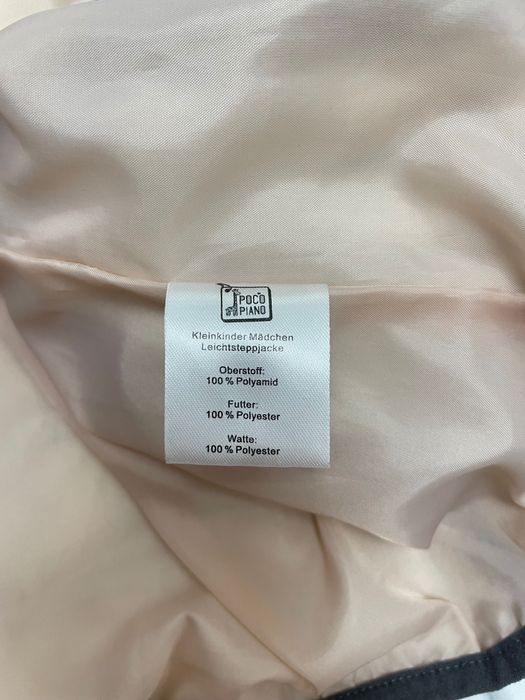 POCO
PIANO
Kleinkinder Mädchen
Leichtsteppjacke
Oberstoff:
100 % Polyamid
Futter:
100 % Polyester
Watte:
100 % Polyester